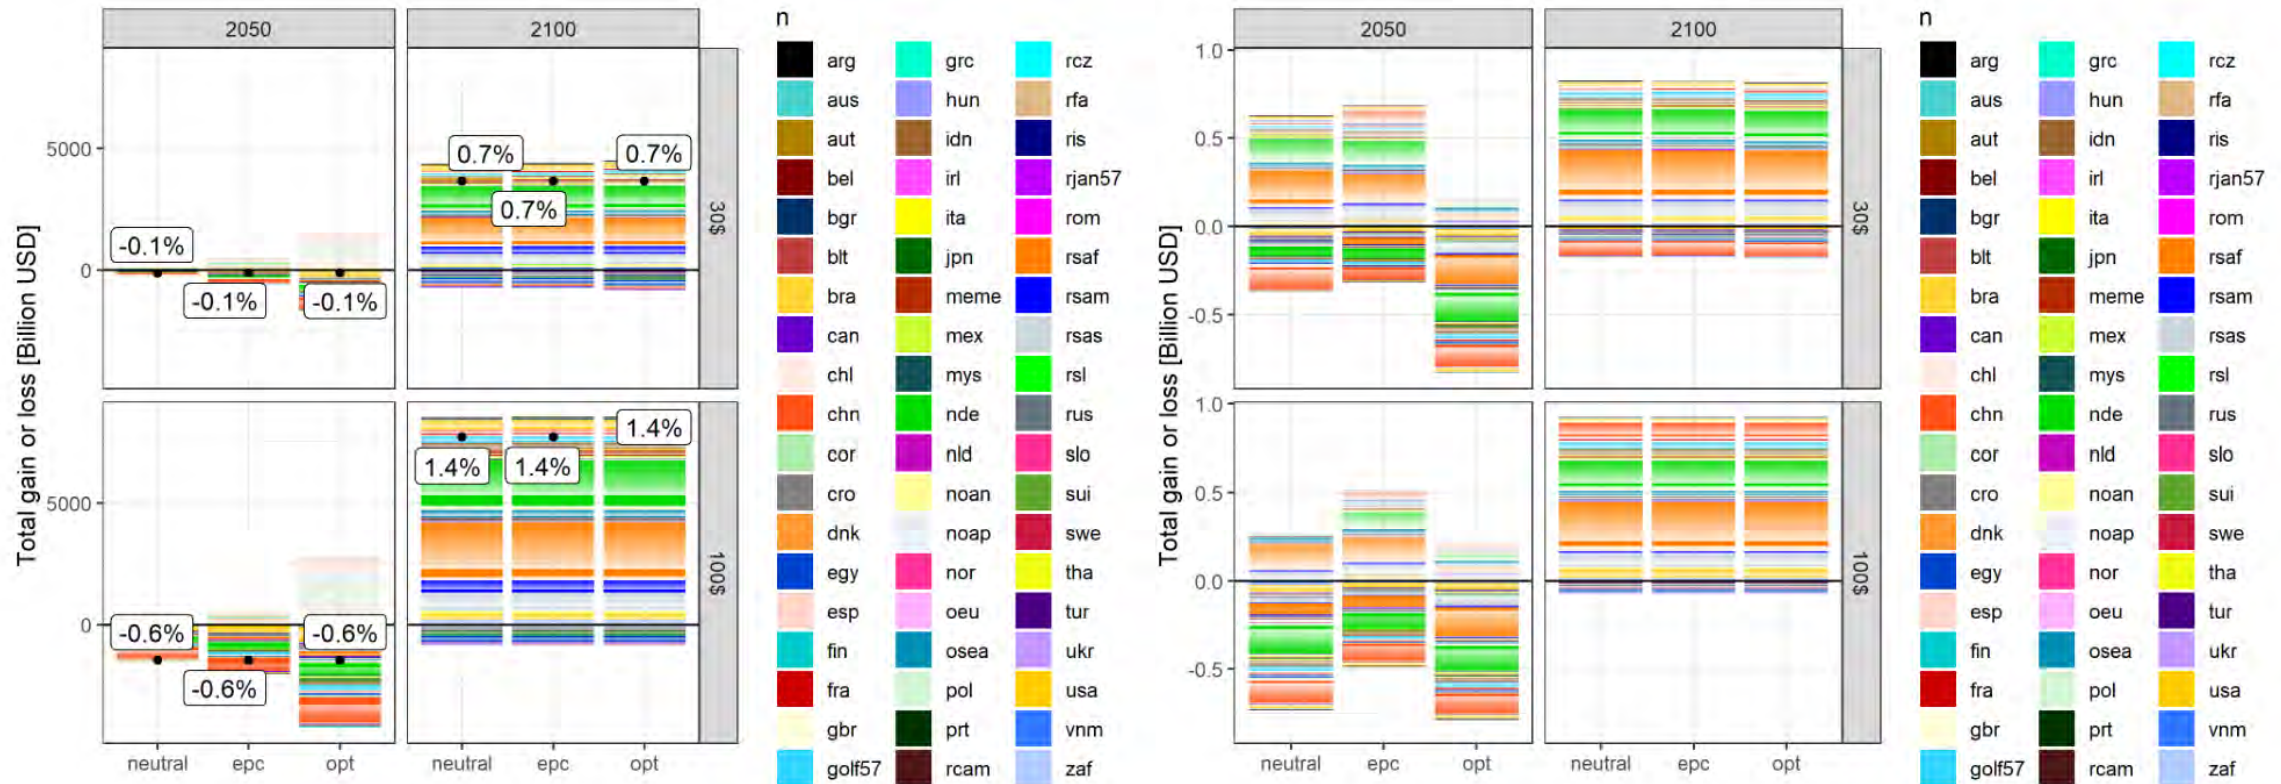 2050
2100
Total gain or loss [Billion USD]
5000
0
5000
0
30$
100$
-0.1%
-0.1%
-0.1%
0.7%
0.7%
0.7%
-0.6%
-0.6%
-0.6%
1.4%
1.4%
1.4%
neutral epc opt
neutral epc opt
n
arg grc rcz
aus hun rfa
aut idn ris
bel irl rjan57
bgr ita rom
blt jpn rsaf
bra meme rsam
can mex rsas
chl mys rsl
chn nde rus
cor nld slo
cro noan sui
dnk noap swe
egy nor tha
esp oeu tur
fin osea ukr
fra pol usa
gbr prt vnm
golf57 rcam zaf
2050
2100
Total gain or loss [Billion USD]
1.0
0.5
0.0
-0.5
1.0
0.5
0.0
-0.5
30$
100$
neutral epc opt
neutral epc opt
n
arg grc rcz
aus hun rfa
aut idn ris
bel irl rjan57
bgr ita rom
blt jpn rsaf
bra meme rsam
can mex rsas
chl mys rsl
chn nde rus
cor nld slo
cro noan sui
dnk noap swe
egy nor tha
esp oeu tur
fin osea ukr
fra pol usa
gbr prt vnm
golf57 rcam zaf